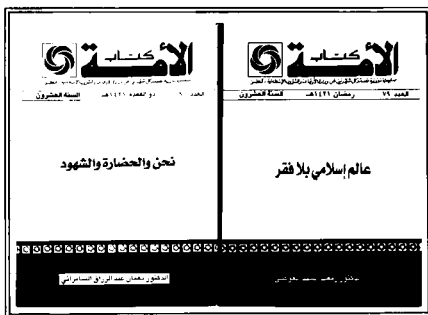 كتاب
الأمة
العدد ٧٩ رمضان ١٤٢١هـ السنة العشرون
عالم إسلامي بلا فقر
كتاب
الأمة
العدد ذو القعدة ١٤٢١هـ السنة العشرون
نحن والحضارة والشهود
الدكتور نعمان عبد الرزاق السامرائي